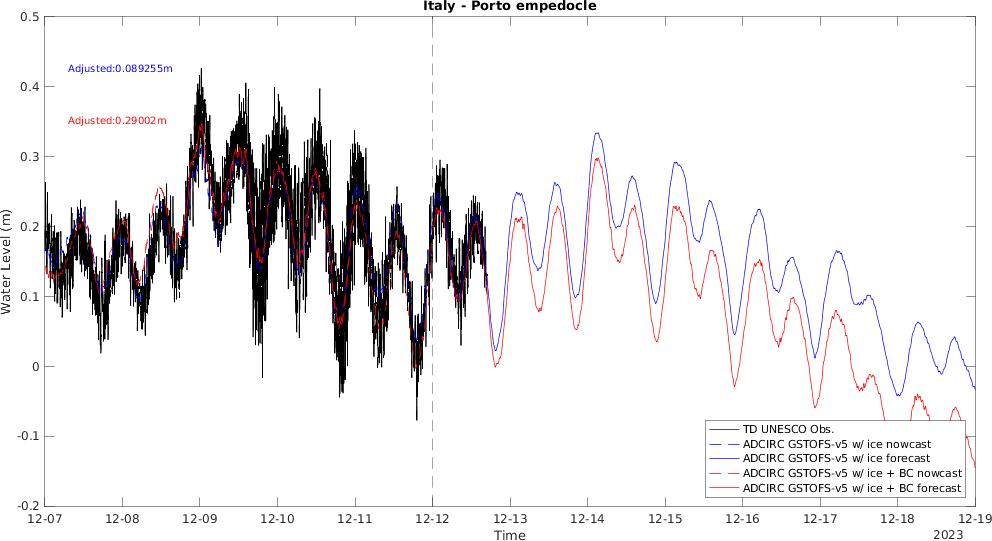 Italy - Porto empedocle
0.5
0.4
0.3
0.2
0.1
0
-0.1
-0.2
Water Level (m)
Adjusted:0.089255m
Adjusted:0.29002m
TD UNESCO Obs.
ADCIRC GSTOFS-v5 w/ ice nowcast
ADCIRC GSTOFS-v5 w/ ice forecast
ADCIRC GSTOFS-v5 w/ ice + BC nowcast
ADCIRC GSTOFS-v5 w/ ice + BC forecast
12-07 12-08 12-09 12-10 12-11 12-12 12-13 12-14 12-15 12-16 12-17 12-18 12-19
Time
2023